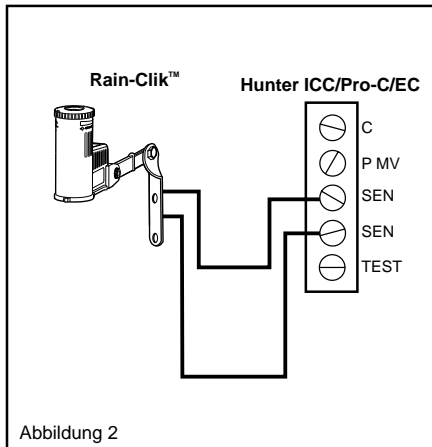 Rain-Clik™
Hunter ICC/Pro-C/EC
C
P MV
SEN
SEN
TEST
Abbildung 2